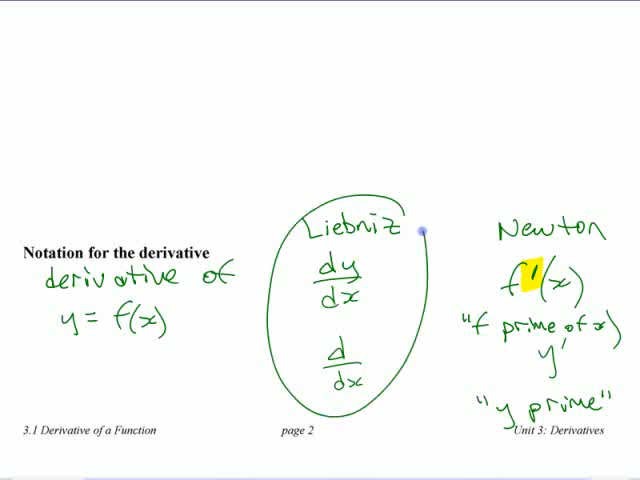 Notation for the derivative
derivative of
y = f(x)
Liebniz
dy
dx
d
dx
Newton
f'(x)
"f prime of x)
y'
"y prime"
3.1 Derivative of a Function
page 2
Unit 3: Derivatives